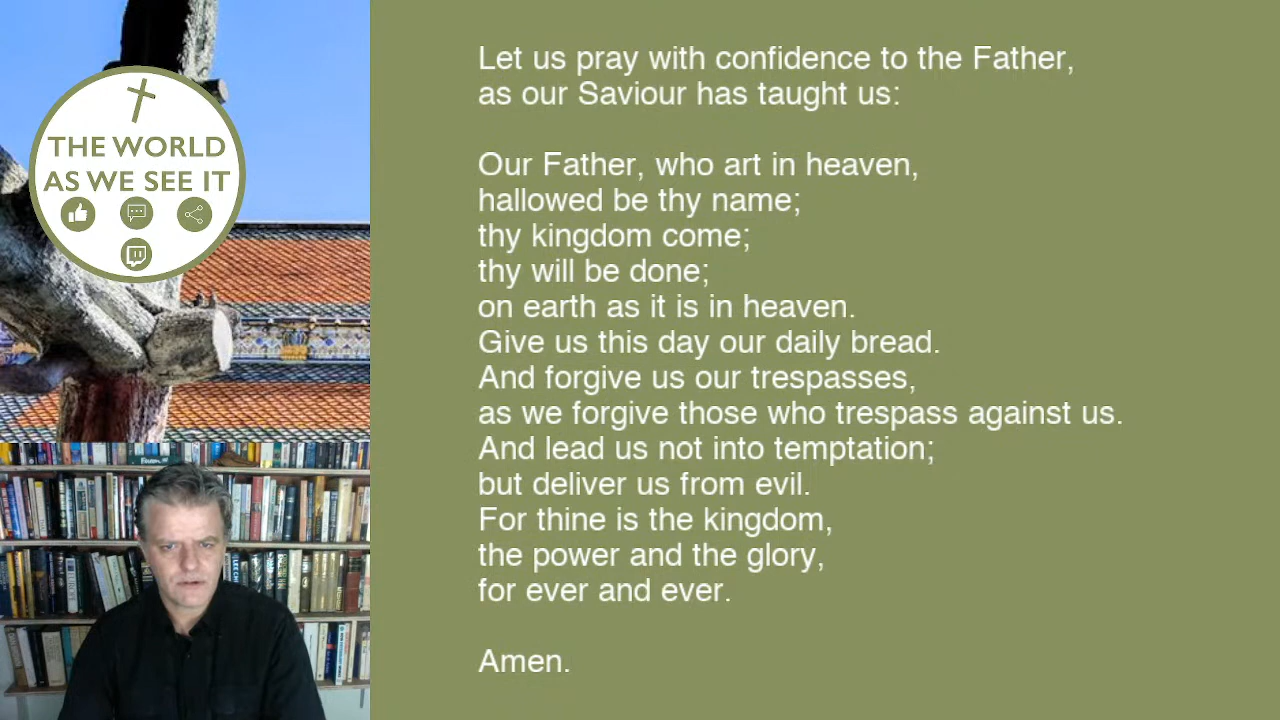 THE WORLD
AS WE SEE IT
Let us pray with confidence to the Father,
as our Saviour has taught us:
Our Father, who art in heaven,
hallowed be thy name;
thy kingdom come;
thy will be done;
on earth as it is in heaven.
Give us this day our daily bread.
And forgive us our trespasses,
as we forgive those who trespass against us.
And lead us not into temptation;
but deliver us from evil.
For thine is the kingdom,
the power and the glory,
for ever and ever.
Amen.